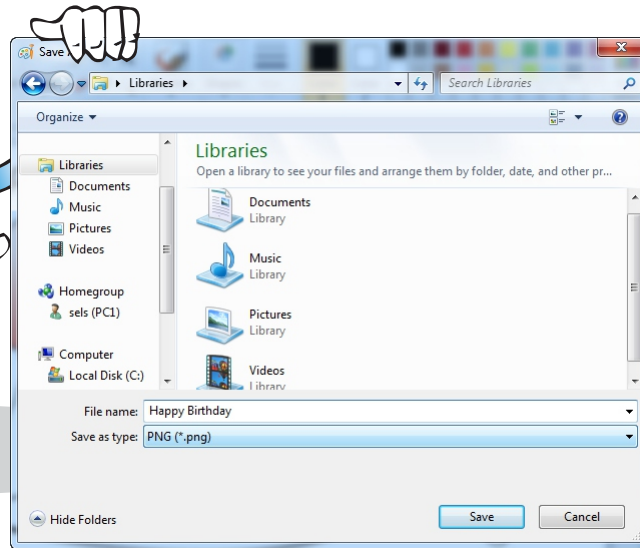 Save
Libraries
Search Libraries
Organize
Libraries
Documents
Music
Pictures
Videos
Homegroup
sels (PC1)
Computer
Local Disk (C:)
Libraries
Open a library to see your files and arrange them by folder, date, and other pr...
Documents
Library
Music
Library
Pictures
Library
Videos
Library
File name: Happy Birthday
Save as type: PNG (*.png)
Hide Folders
Save
Cancel